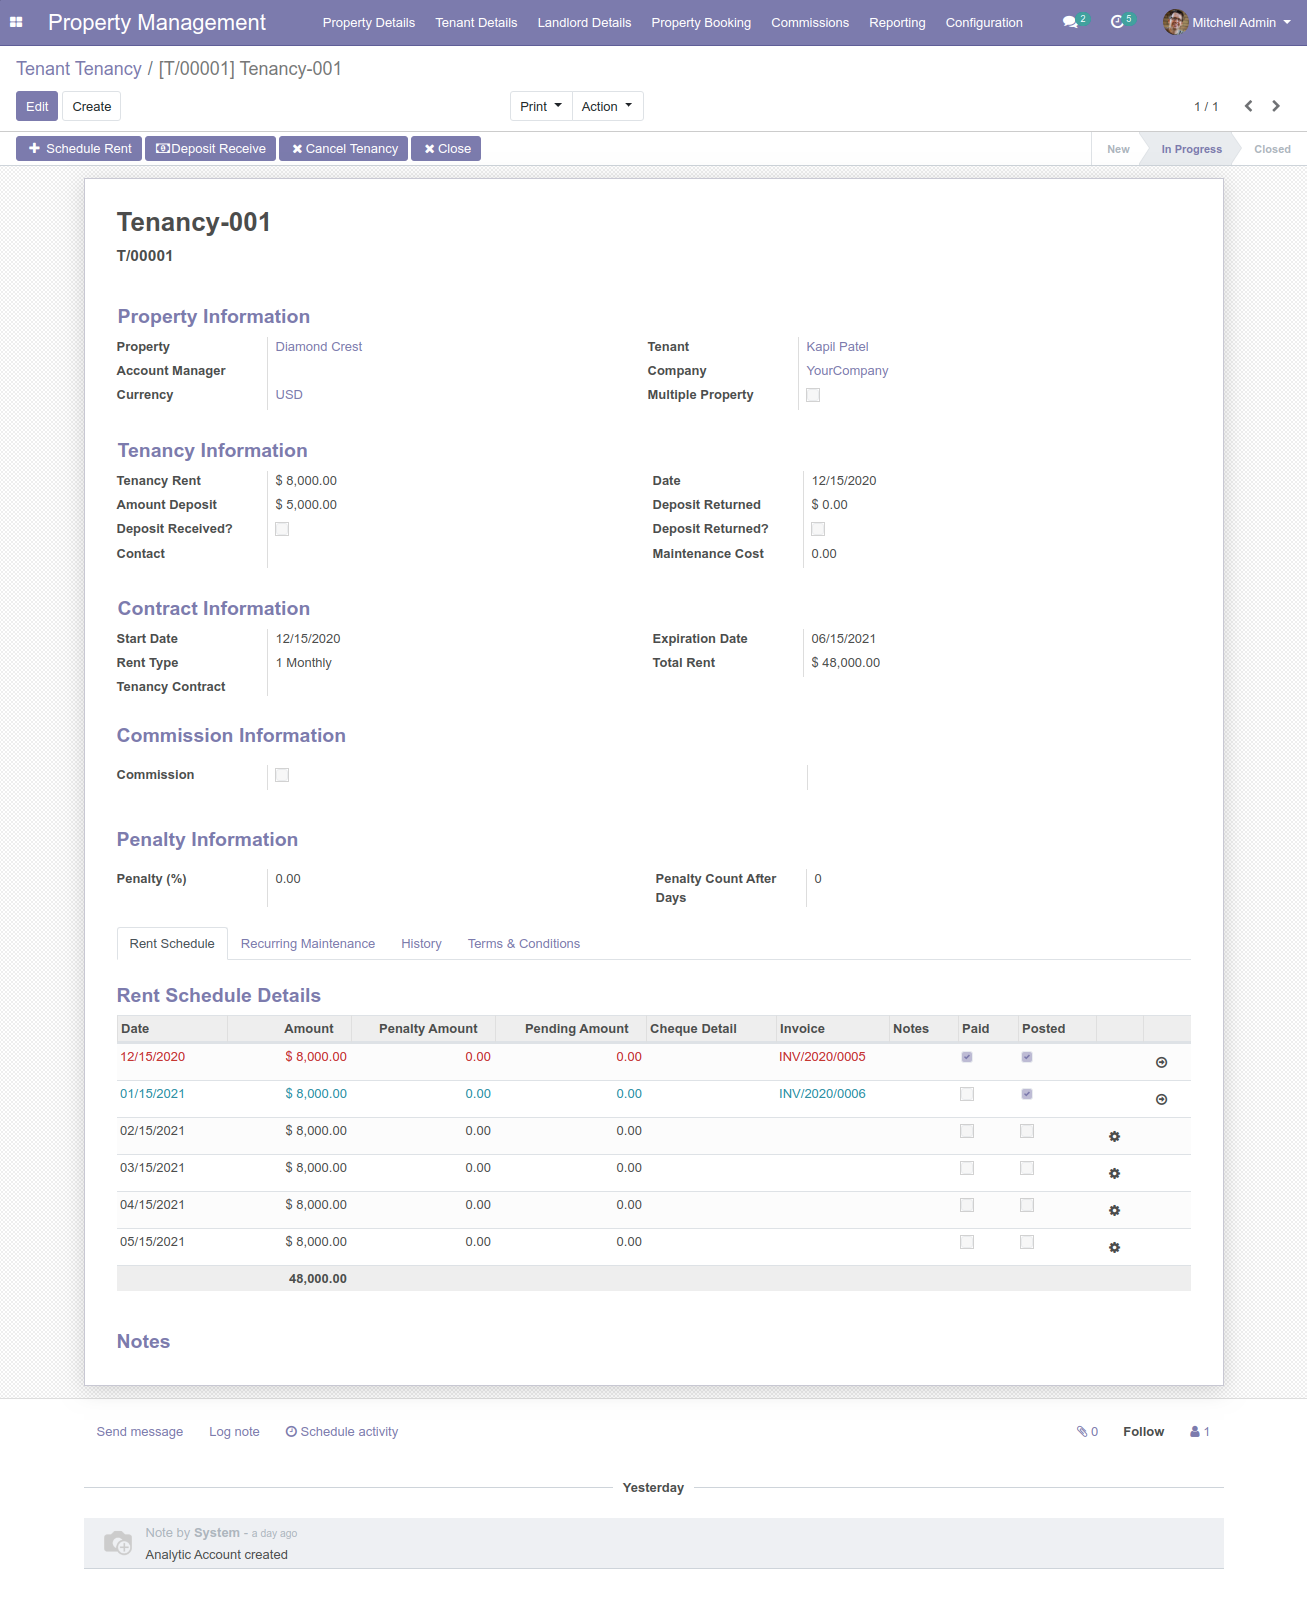 Property Management Property Details Tenant Details Landlord Details Property Booking Commissions Reporting Configuration 2 5 Mitchell Admin
Tenant Tenancy / [T/00001] Tenancy-001
Edit Create Print Action 1 / 1
Schedule Rent Deposit Receive Cancel Tenancy Close New In Progress Closed
Tenancy-001
T/00001
Property Information
Property Diamond Crest Tenant Kapil Patel
Account Manager Company YourCompany
Currency USD Multiple Property
Tenancy Information
Tenancy Rent $ 8,000.00 Date 12/15/2020
Amount Deposit $ 5,000.00 Deposit Returned $ 0.00
Deposit Received? Deposit Returned?
Contact Maintenance Cost 0.00
Contract Information
Start Date 12/15/2020 Expiration Date 06/15/2021
Rent Type 1 Monthly Total Rent $ 48,000.00
Tenancy Contract
Commission Information
Commission
Penalty Information
Penalty (%) 0.00 Penalty Count After 0
Days
Rent Schedule Recurring Maintenance History Terms & Conditions
Rent Schedule Details
Date Amount Penalty Amount Pending Amount Cheque Detail Invoice Notes Paid Posted
12/15/2020 $ 8,000.00 0.00 0.00 INV/2020/0005
01/15/2021 $ 8,000.00 0.00 0.00 INV/2020/0006
02/15/2021 $ 8,000.00 0.00 0.00
03/15/2021 $ 8,000.00 0.00 0.00
04/15/2021 $ 8,000.00 0.00 0.00
05/15/2021 $ 8,000.00 0.00 0.00
48,000.00
Notes
Send message Log note Schedule activity 0 Follow 1
Yesterday
Note by System - a day ago
Analytic Account created